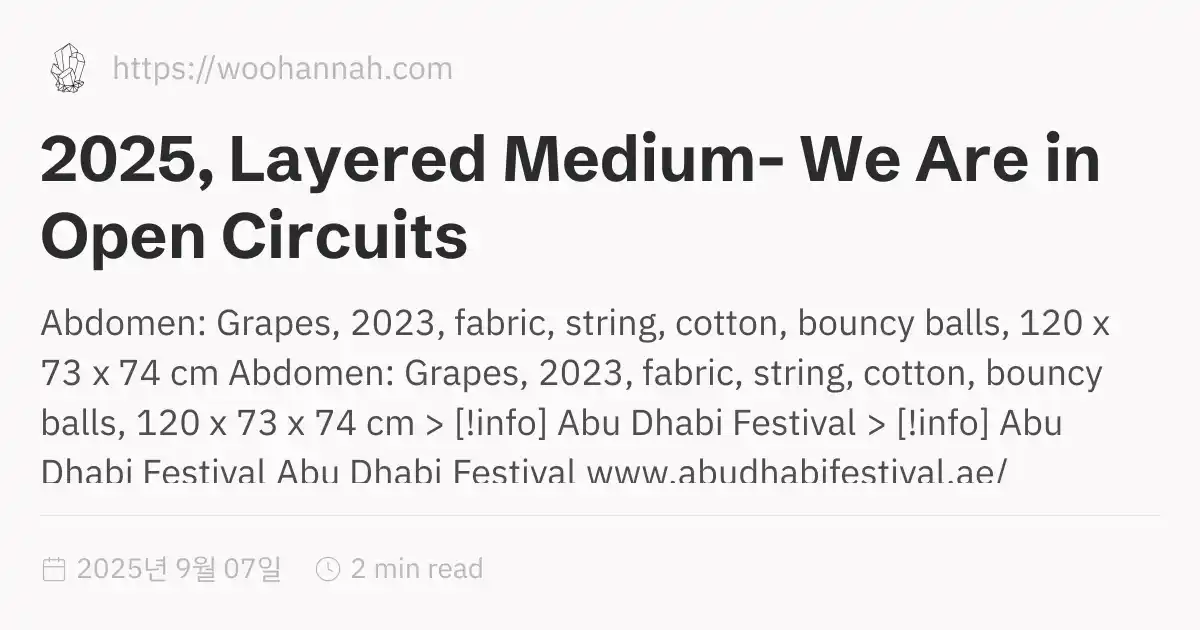 https://woohannah.com
2025, Layered Medium- We Are in
Open Circuits
Abdomen: Grapes, 2023, fabric, string, cotton, bouncy balls, 120 x
73 x 74 cm Abdomen: Grapes, 2023, fabric, string, cotton, bouncy
balls, 120 x 73 x 74 cm > [!info] Abu Dhabi Festival > [!info] Abu
Dhabi Festival Abu Dhabi Festival www.abudhabifestival.ae/
2025년 9월 07일 2 min read